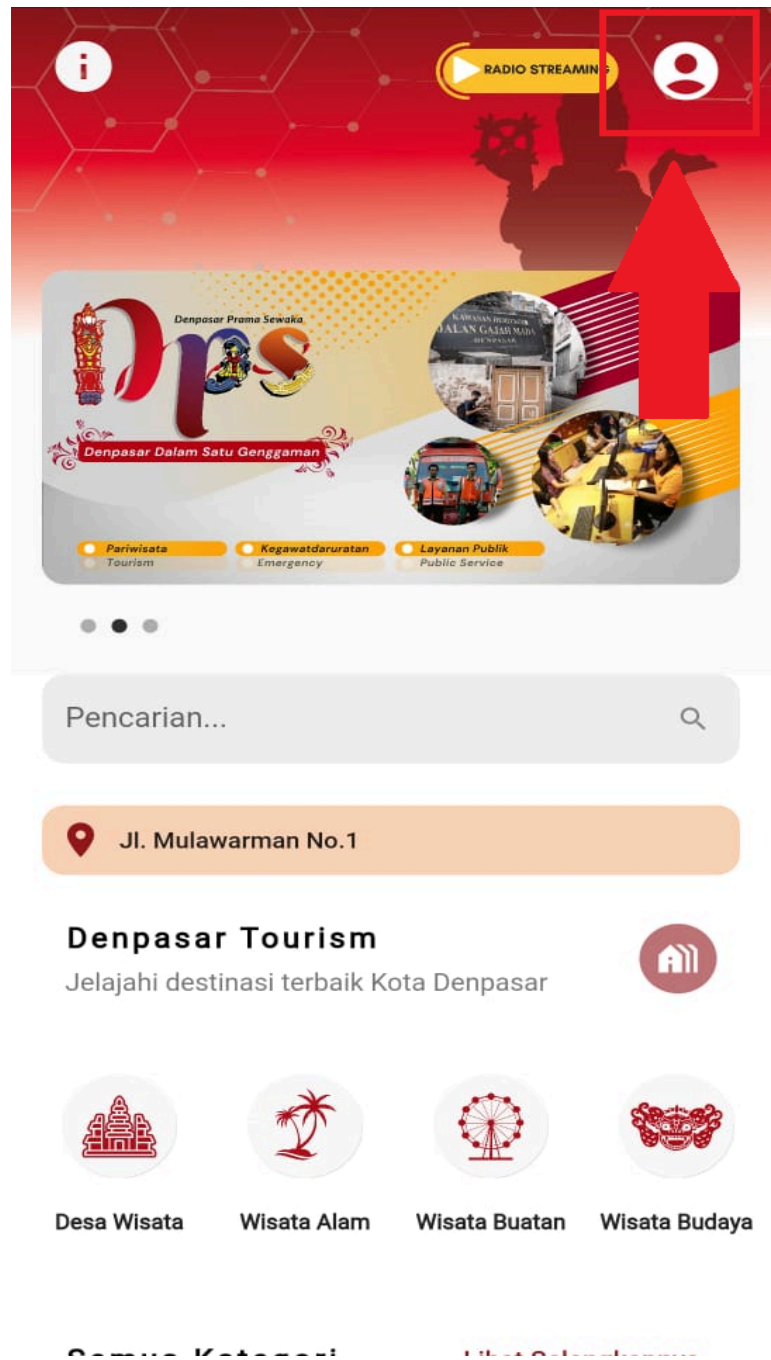 i
RADIO STREAMING
Denpasar Prama Sewaka
Dps
Denpasar Dalam Satu Genggaman
KAWASAN HERITAGE
JALAN GAJAH MADA
DENPASAR
Pariwisata
Tourism
Kegawatdaruratan
Emergency
Layanan Publik
Public Service
Pencarian...
Jl. Mulawarman No.1
Denpasar Tourism
Jelajahi destinasi terbaik Kota Denpasar
Desa Wisata
Wisata Alam
Wisata Buatan
Wisata Budaya
Semua Kategori
Lihat Selengkapnya